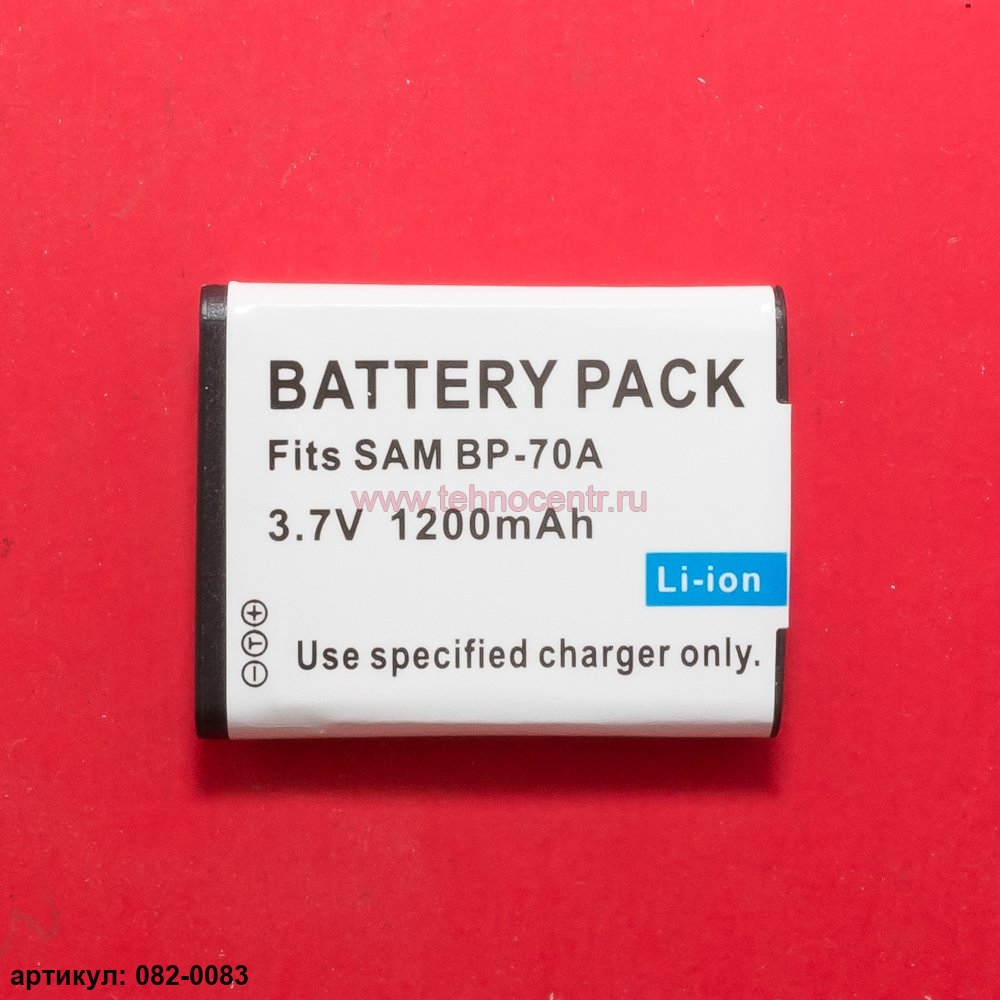 BATTERY PACK
Fits SAM BP-70A
www.tehnocentr.ru
3.7V 1200mAh
Li-ion
+
T
−
Use specified charger only.
артикул: 082-0083